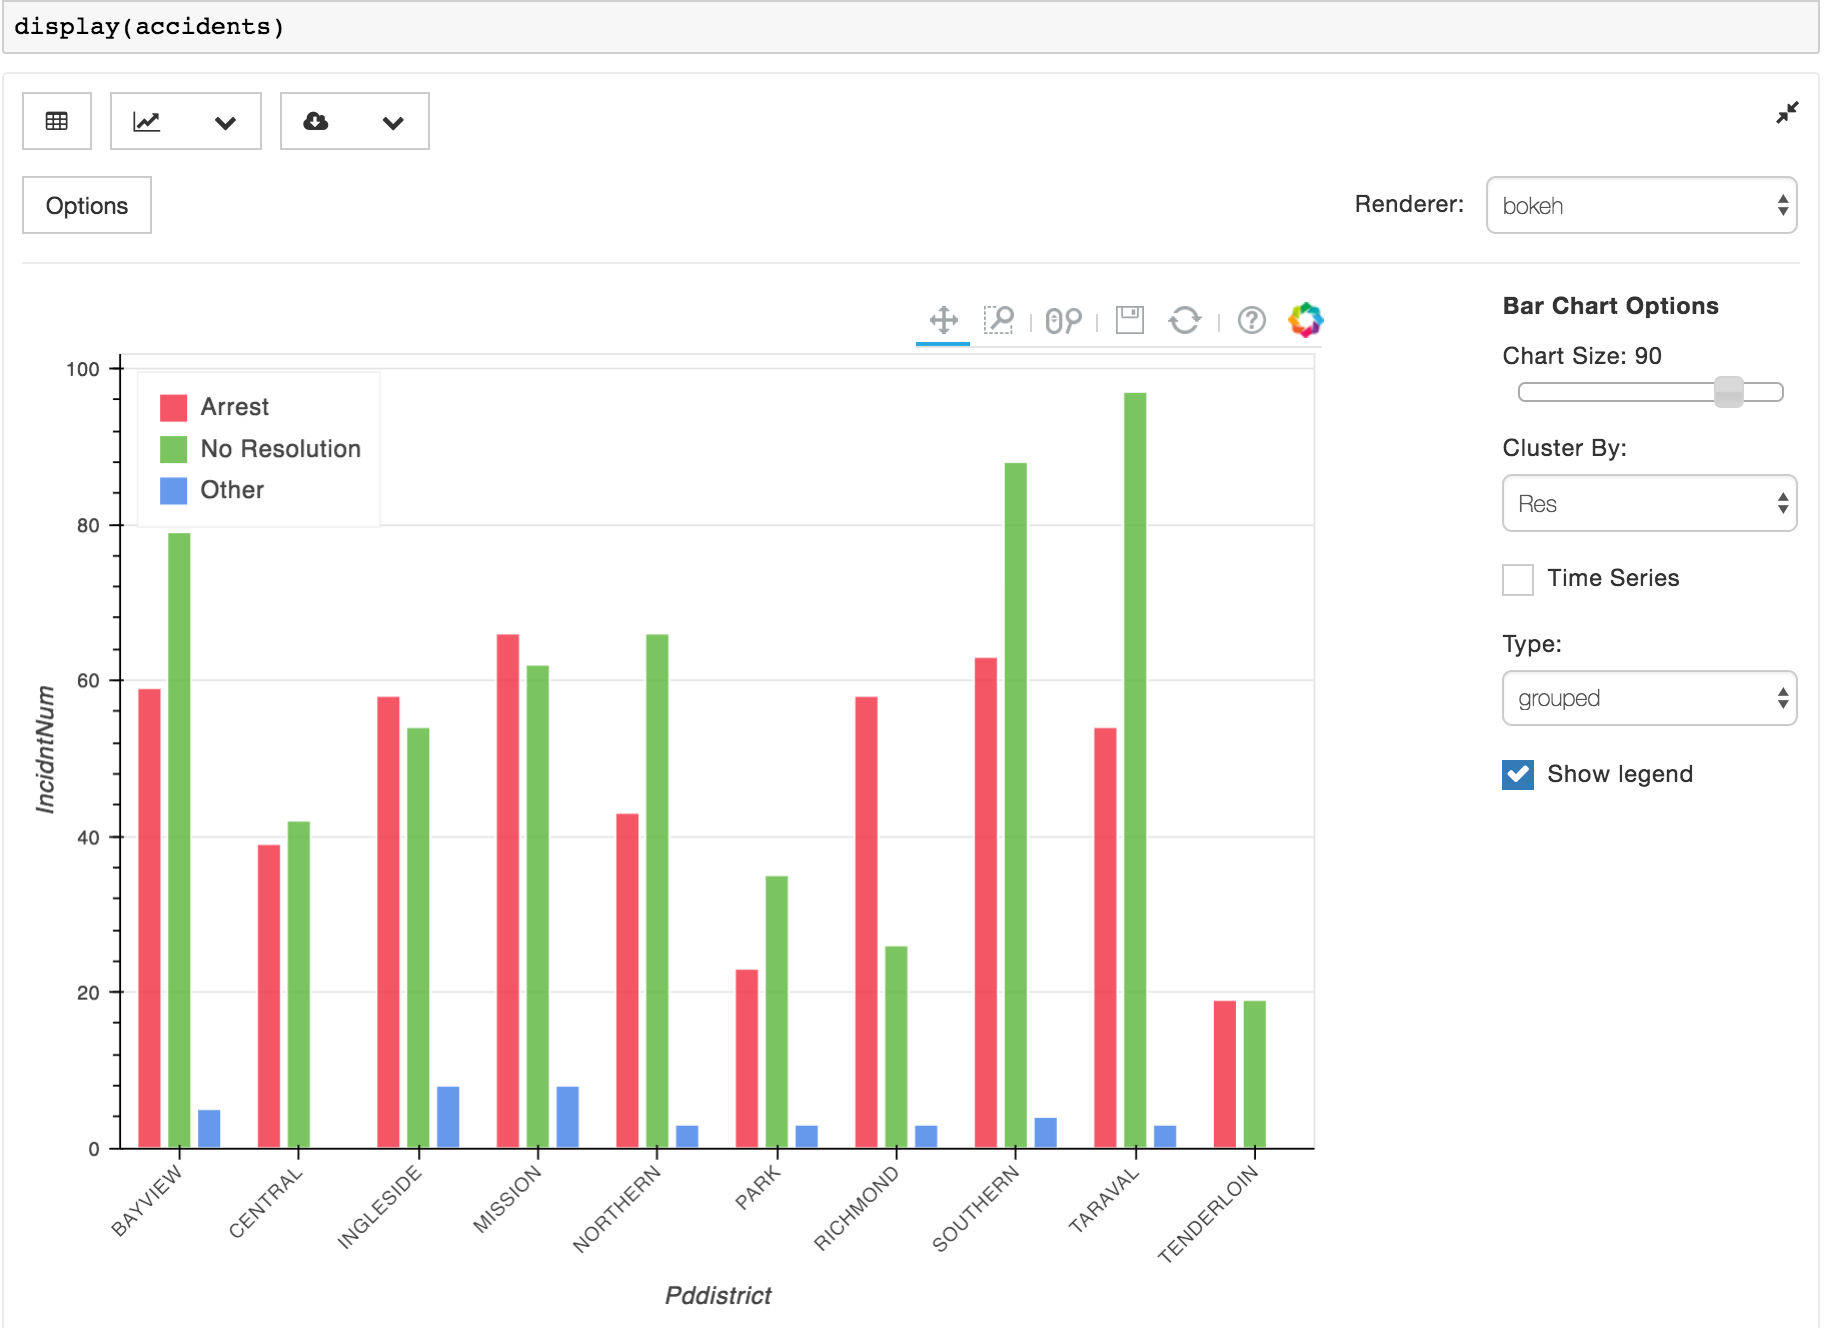 display(accidents)
Options
Renderer:
bokeh
Bar Chart Options
Chart Size: 90
Cluster By:
Res
Time Series
Type:
grouped
Show legend
Arrest
No Resolution
Other
100
80
60
40
20
0
IncidntNum
BAYVIEW
CENTRAL
INGLESIDE
MISSION
NORTHERN
PARK
RICHMOND
SOUTHERN
TARAVAL
TENDERLOIN
Pddistrict